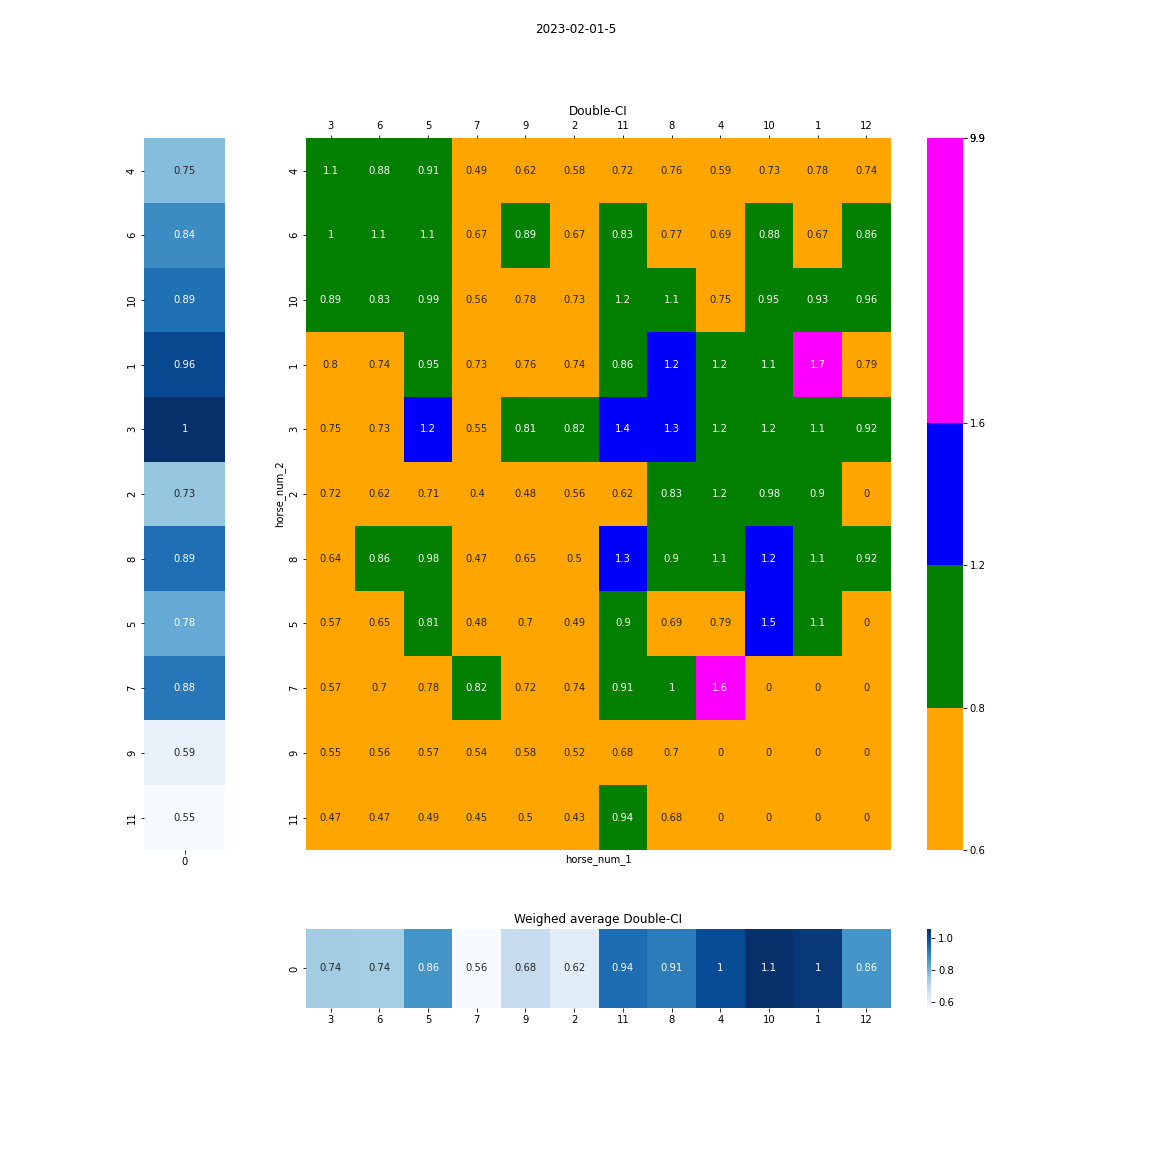 2023-02-01-5
Double-CI
3 6 5 7 9 2 11 8 4 10 1 12
4 0.75 4 1.1 0.88 0.91 0.49 0.62 0.58 0.72 0.76 0.59 0.73 0.78 0.74 9.9
6 0.84 6 1 1.1 1.1 0.67 0.89 0.67 0.83 0.77 0.69 0.88 0.67 0.86
10 0.89 10 0.89 0.83 0.99 0.56 0.78 0.73 1.2 1.1 0.75 0.95 0.93 0.96
1 0.96 1 0.8 0.74 0.95 0.73 0.76 0.74 0.86 1.2 1.2 1.1 1.7 0.79
3 1 3 0.75 0.73 1.2 0.55 0.81 0.82 1.4 1.3 1.2 1.2 1.1 0.92 1.6
horse_num_2
2 0.73 2 0.72 0.62 0.71 0.4 0.48 0.56 0.62 0.83 1.2 0.98 0.9 0
8 0.89 8 0.64 0.86 0.98 0.47 0.65 0.5 1.3 0.9 1.1 1.2 1.1 0.92 1.2
5 0.78 5 0.57 0.65 0.81 0.48 0.7 0.49 0.9 0.69 0.79 1.5 1.1 0
7 0.88 7 0.57 0.7 0.78 0.82 0.72 0.74 0.91 1 1.6 0 0 0 0.8
9 0.59 9 0.55 0.56 0.57 0.54 0.58 0.52 0.68 0.7 0 0 0 0
11 0.55 11 0.47 0.47 0.49 0.45 0.5 0.43 0.94 0.68 0 0 0 0 0.6
0 horse_num_1
Weighed average Double-CI
0 0.74 0.74 0.86 0.56 0.68 0.62 0.94 0.91 1 1.1 1 0.86
1.0
0.8
0.6
3 6 5 7 9 2 11 8 4 10 1 12